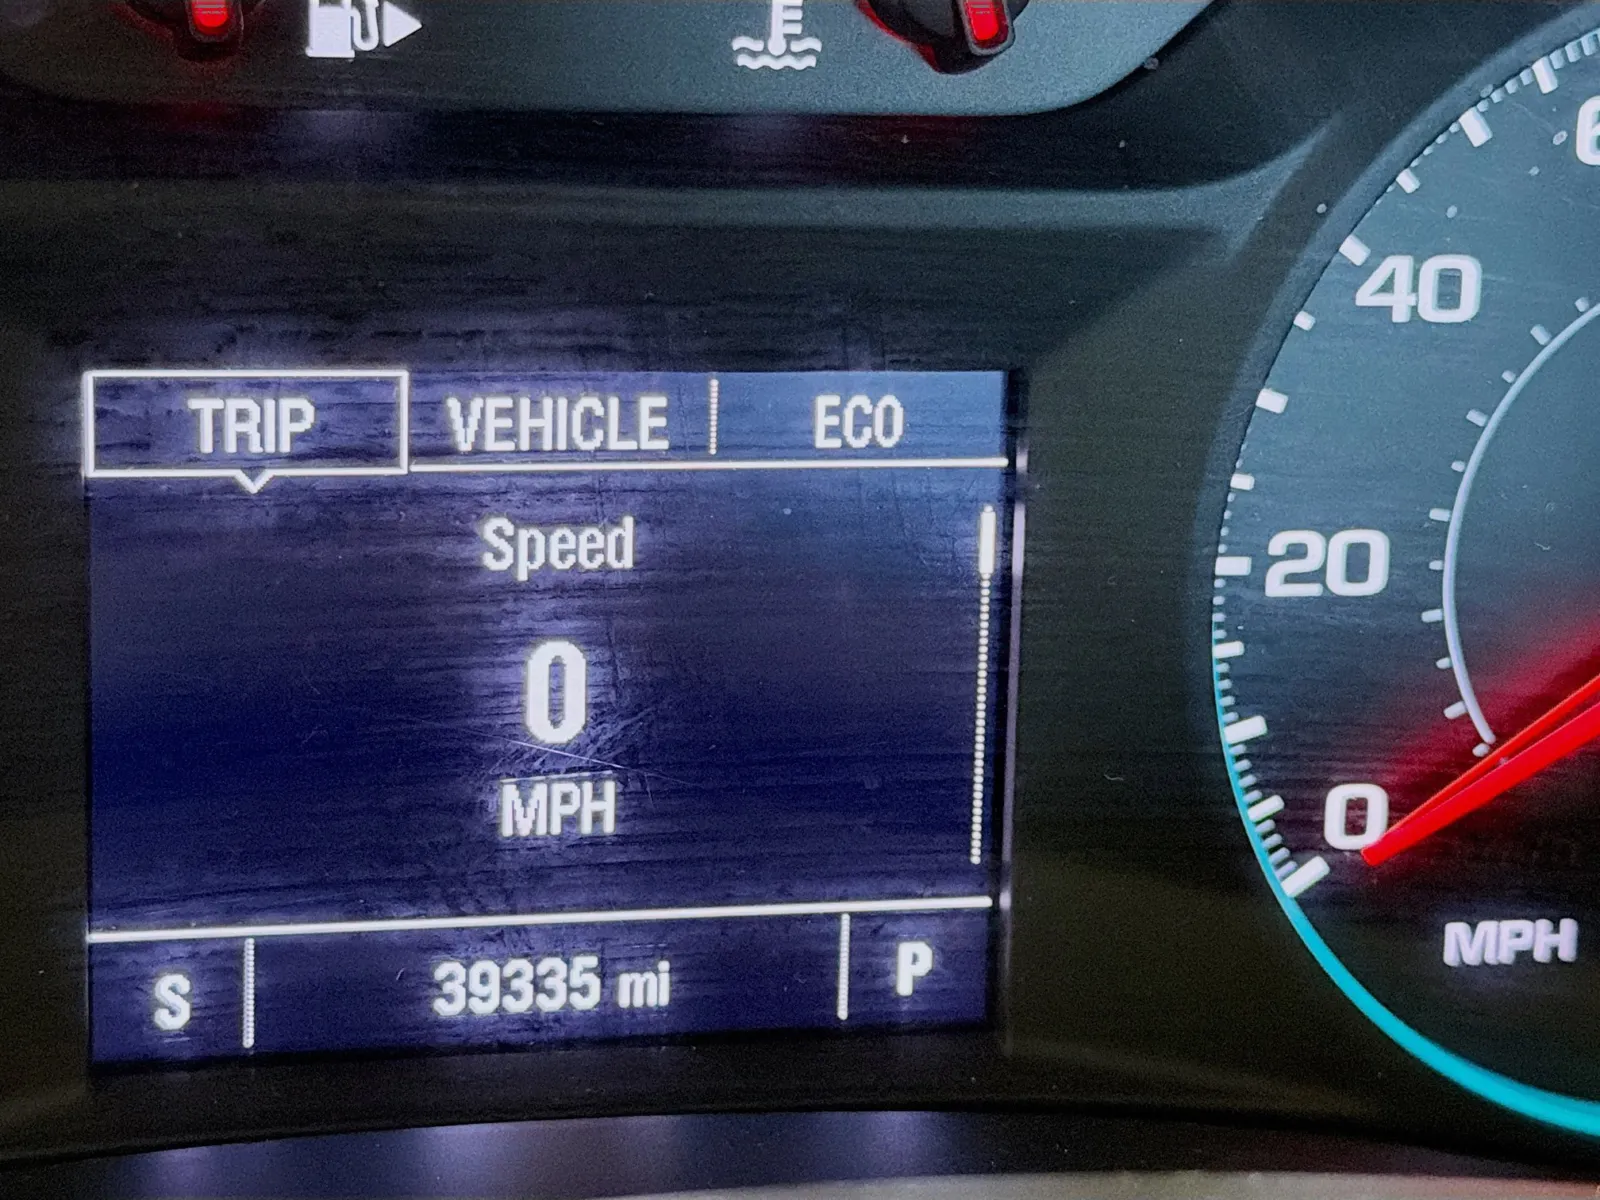 TRIP VEHICLE ECO
Speed
0
MPH
S 39335 mi P
40
20
0
MPH